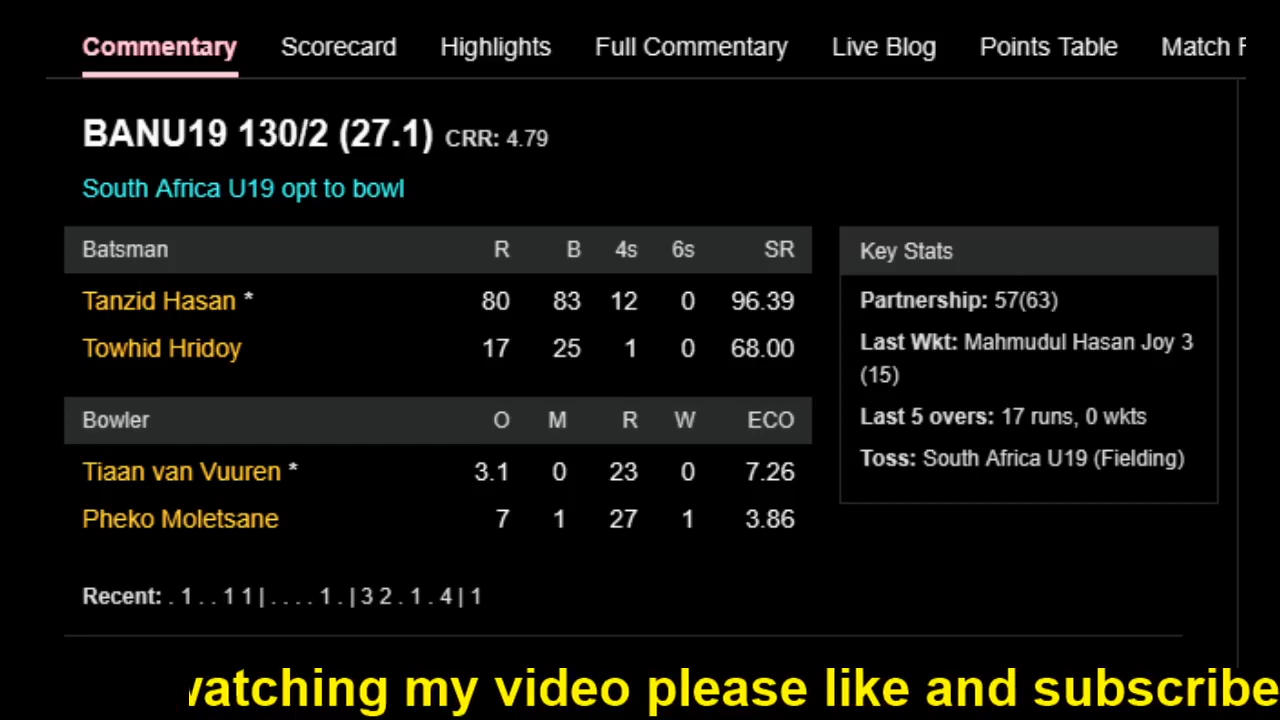 Commentary Scorecard Highlights Full Commentary Live Blog Points Table Match
BANU19 130/2 (27.1) CRR: 4.79
South Africa U19 opt to bowl
Batsman R B 4s 6s SR
Tanzid Hasan * 80 83 12 0 96.39
Towhid Hridoy 17 25 1 0 68.00
Bowler O M R W ECO
Tiaan van Vuuren * 3.1 0 23 0 7.26
Pheko Moletsane 7 1 27 1 3.86
Recent: . 1 . . 1 1 | . . . . 1 . | 3 2 . 1 . 4 | 1
Key Stats
Partnership: 57(63)
Last Wkt: Mahmudul Hasan Joy 3
(15)
Last 5 overs: 17 runs, 0 wkts
Toss: South Africa U19 (Fielding)
watching my video please like and subscribe